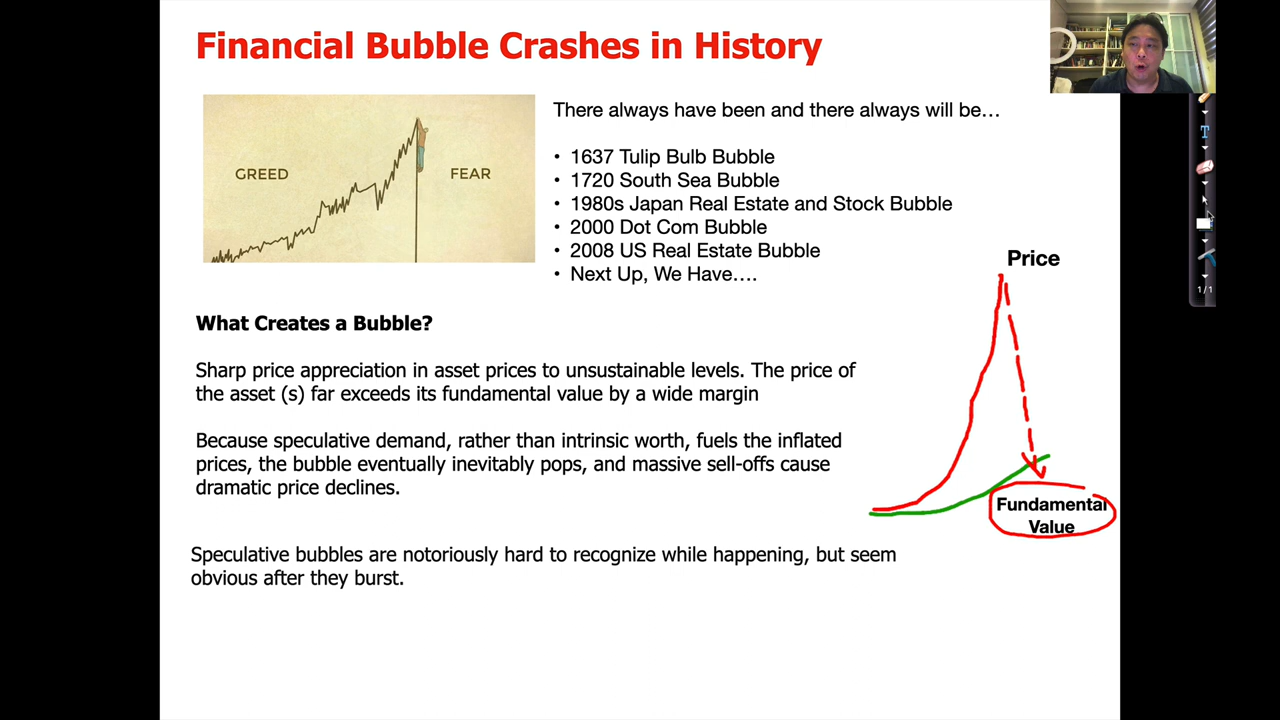 Financial Bubble Crashes in History
GREED
FEAR
There always have been and there always will be…
• 1637 Tulip Bulb Bubble
• 1720 South Sea Bubble
• 1980s Japan Real Estate and Stock Bubble
• 2000 Dot Com Bubble
• 2008 US Real Estate Bubble
• Next Up, We Have….
Price
What Creates a Bubble?
Sharp price appreciation in asset prices to unsustainable levels. The price of
the asset (s) far exceeds its fundamental value by a wide margin
Because speculative demand, rather than intrinsic worth, fuels the inflated
prices, the bubble eventually inevitably pops, and massive sell-offs cause
dramatic price declines.
Fundamental
Value
Speculative bubbles are notoriously hard to recognize while happening, but seem
obvious after they burst.
T
1/1